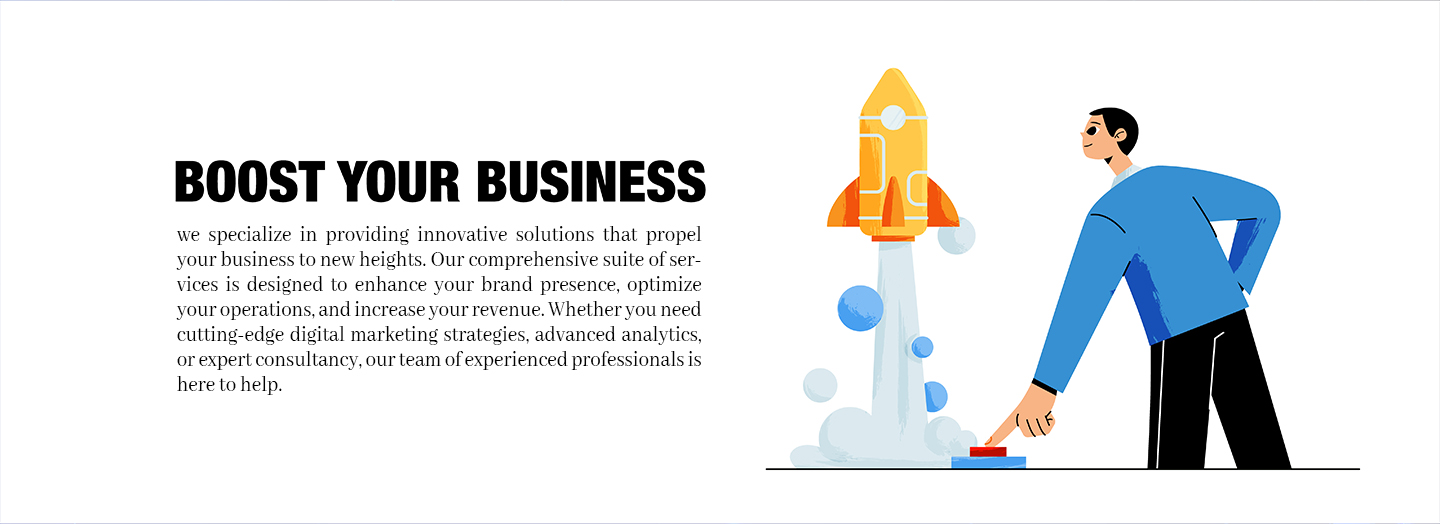 BOOST YOUR BUSINESS
we specialize in providing innovative solutions that propel
your business to new heights. Our comprehensive suite of ser-
vices is designed to enhance your brand presence, optimize
your operations, and increase your revenue. Whether you need
cutting-edge digital marketing strategies, advanced analytics,
or expert consultancy, our team of experienced professionals is
here to help.